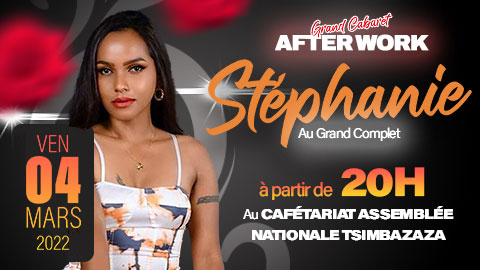 Grand Cabaret
AFTER WORK
Stéphanie
Au Grand Complet
VEN
04
MARS
2022
à partir de 20H
Au CAFÉTARIAT ASSEMBLÉE
NATIONALE TSIMBAZAZA